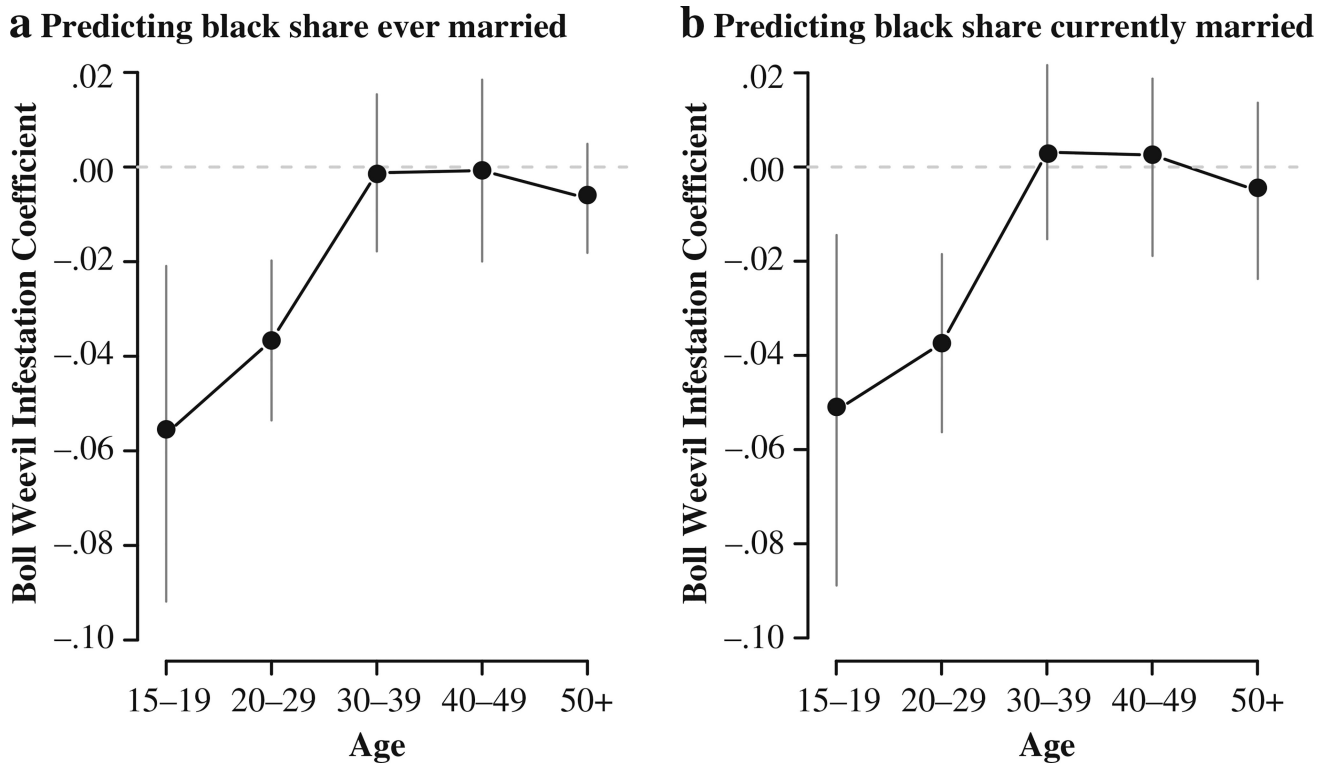 a Predicting black share ever married
Boll Weevil Infestation Coefficient
.02
.00
–.02
–.04
–.06
–.08
–.10
15–19 20–29 30–39 40–49 50+
Age
b Predicting black share currently married
Boll Weevil Infestation Coefficient
.02
.00
–.02
–.04
–.06
–.08
–.10
15–19 20–29 30–39 40–49 50+
Age